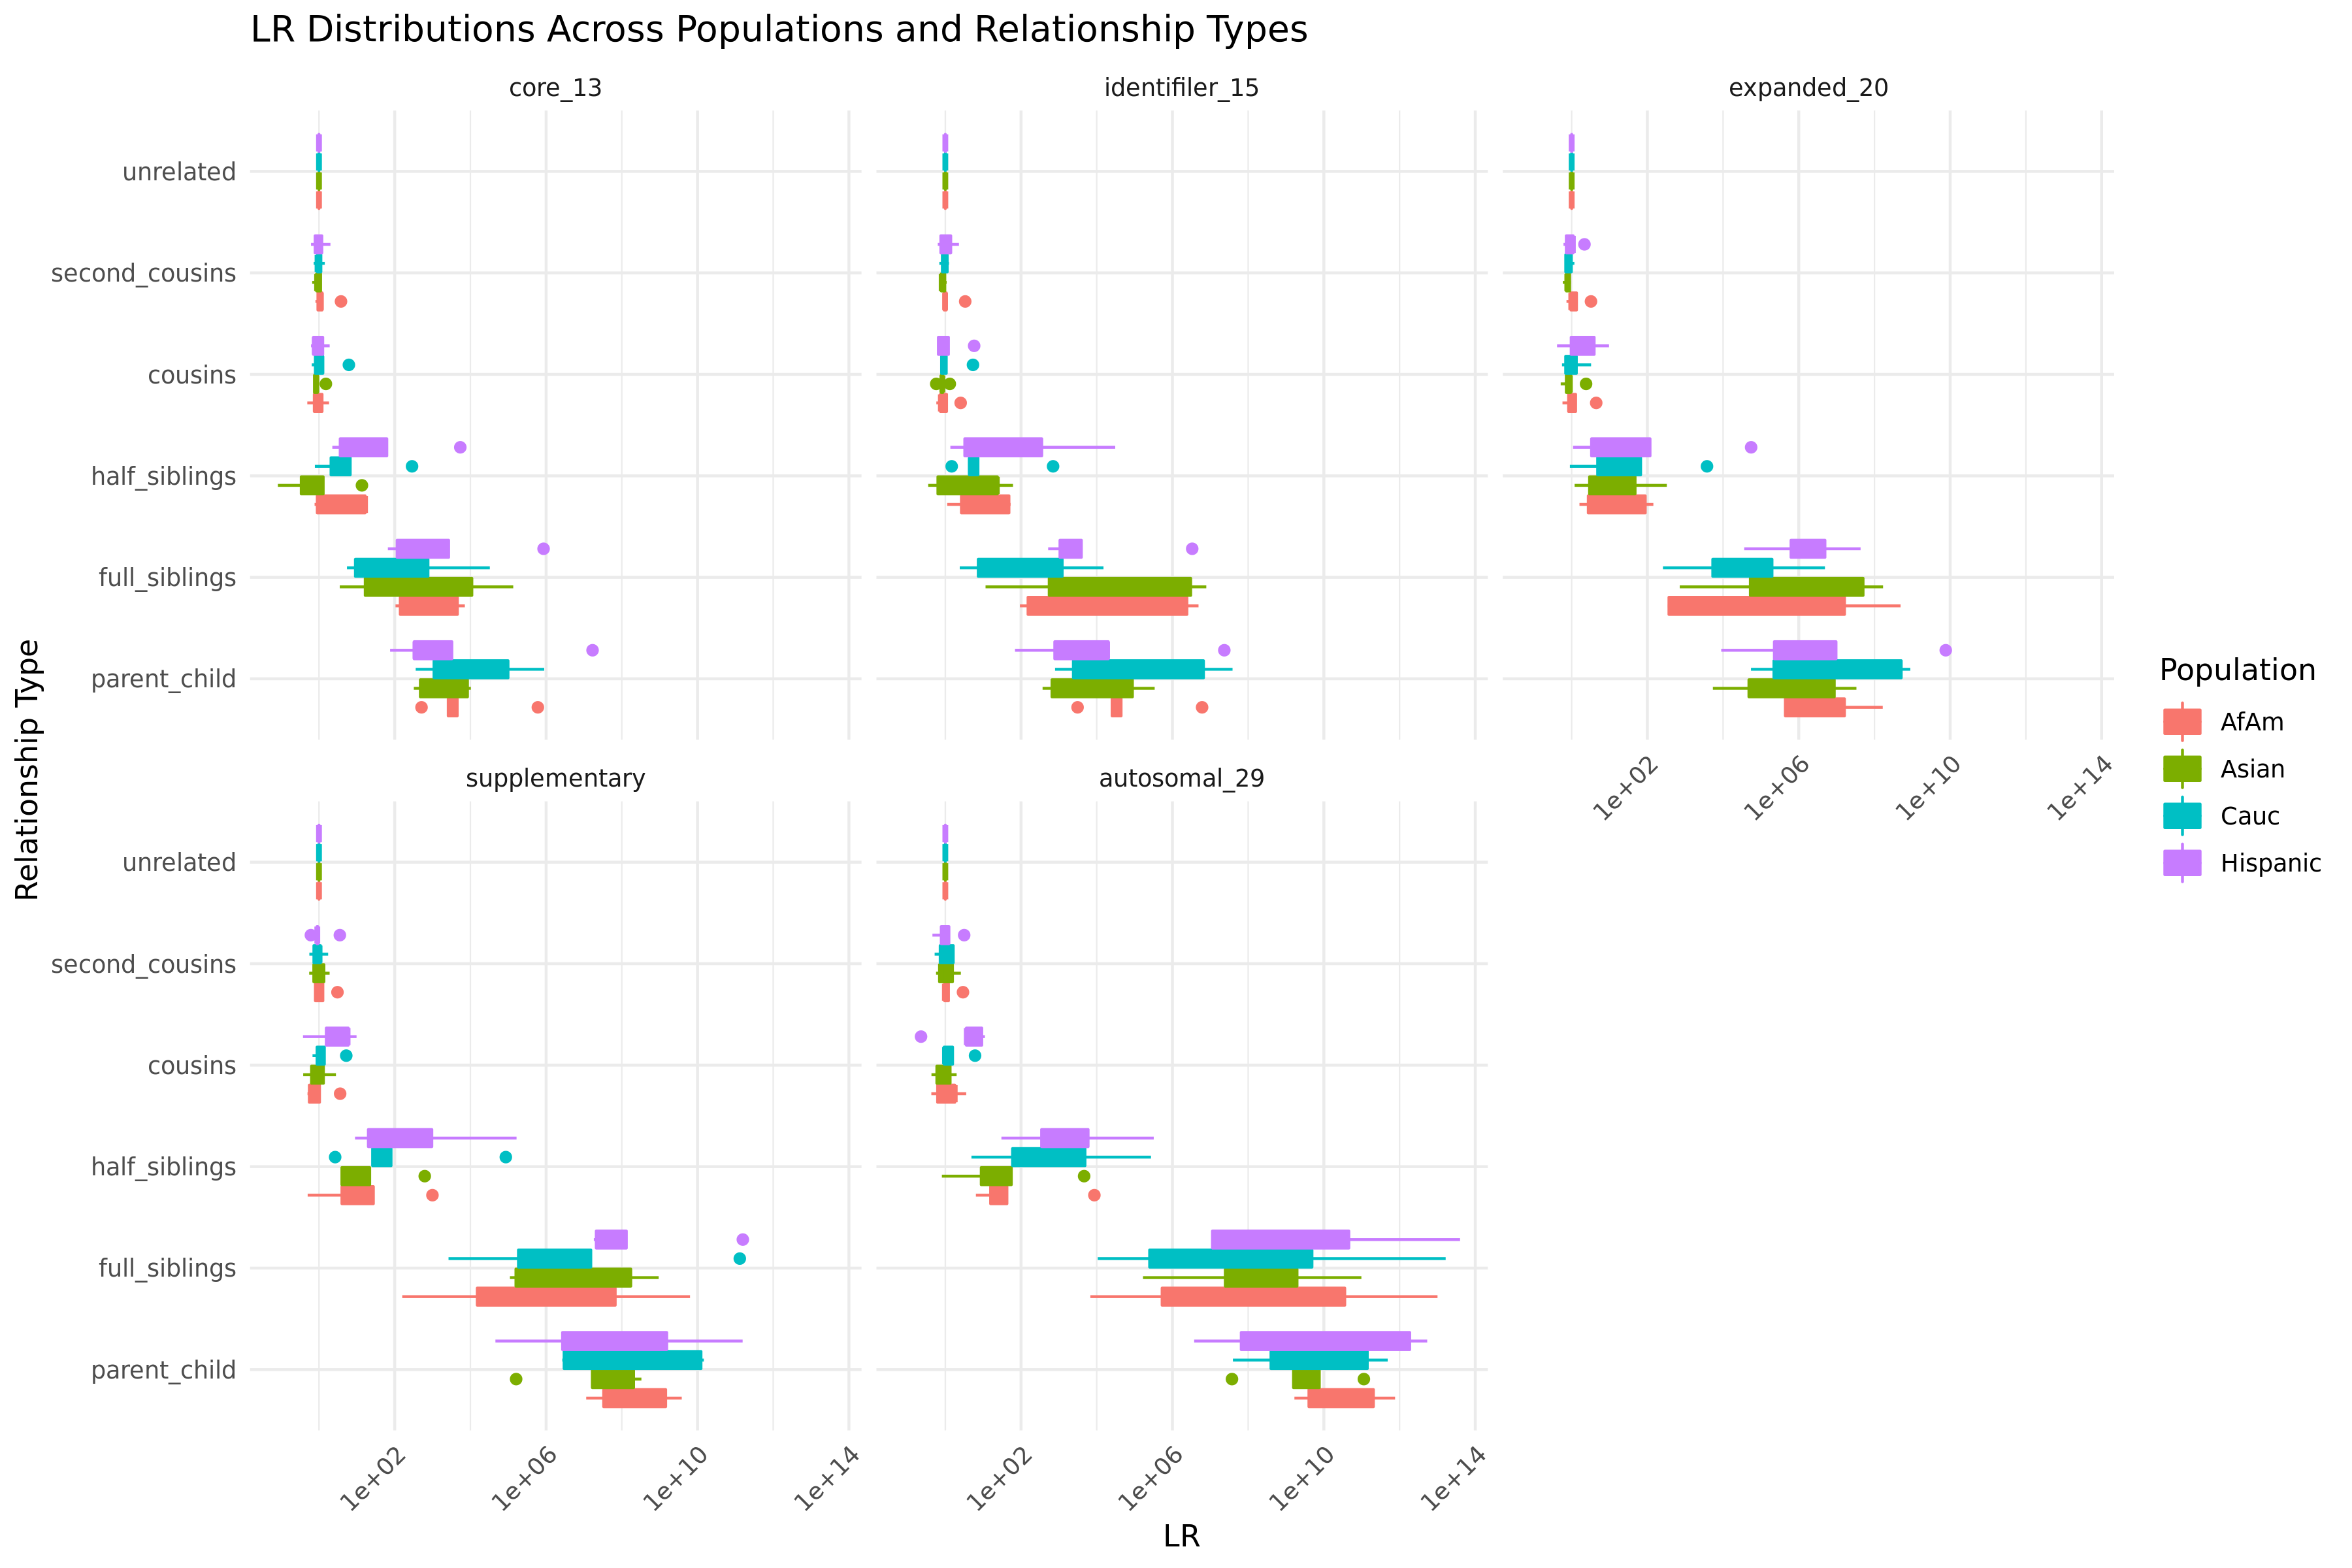 LR Distributions Across Populations and Relationship Types
core_13
identifiler_15
expanded_20
unrelated
second_cousins
cousins
half_siblings
full_siblings
parent_child
1e+02
1e+06
1e+10
1e+14
supplementary
autosomal_29
unrelated
second_cousins
cousins
half_siblings
full_siblings
parent_child
1e+02
1e+06
1e+10
1e+14
1e+02
1e+06
1e+10
1e+14
LR
Relationship Type
Population
AfAm
Asian
Cauc
Hispanic